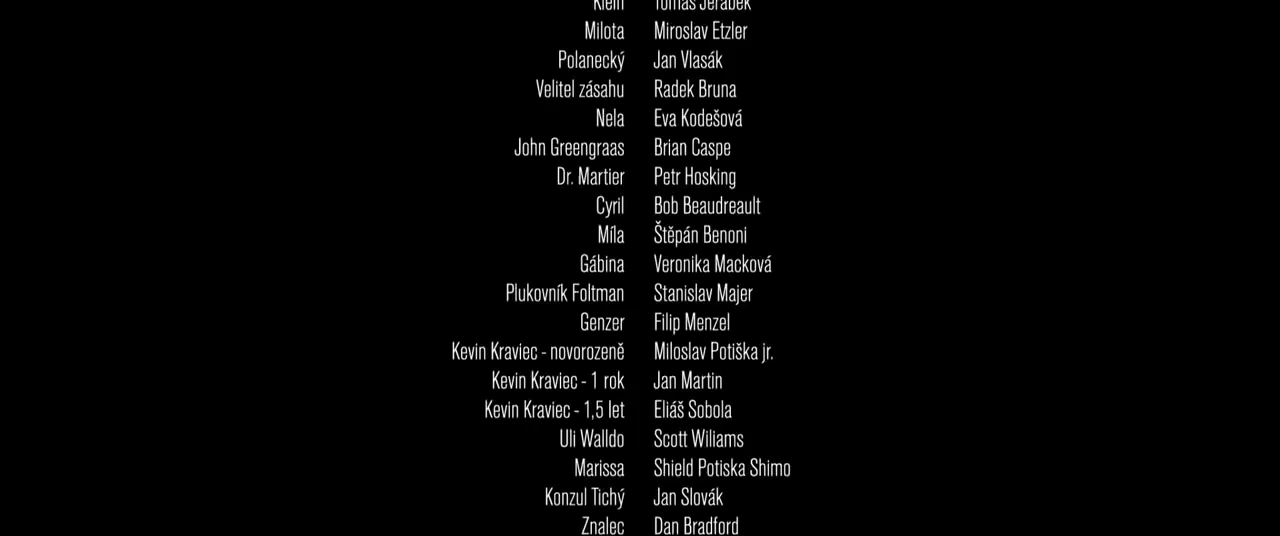 Klein Tomáš Jeřábek
Milota Miroslav Etzler
Polanecký Jan Vlasák
Velitel zásahu Radek Bruna
Nela Eva Kodešová
John Greengraas Brian Caspe
Dr. Martier Petr Hosking
Cyril Bob Beaudreault
Míla Štěpán Benoni
Gábina Veronika Macková
Plukovník Foltman Stanislav Majer
Genzer Filip Menzel
Kevin Kraviec - novorozeně Miloslav Potiška jr.
Kevin Kraviec - 1 rok Jan Martin
Kevin Kraviec - 1,5 let Eliáš Sobola
Uli Walldo Scott Wiliams
Marissa Shield Potiska Shimo
Konzul Tichý Jan Slovák
Znalec Dan Bradford